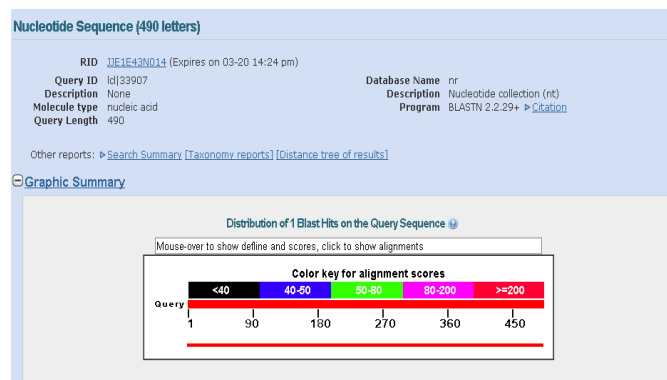 Nucleotide Sequence (490 letters)
RID JJE1E43N014 (Expires on 03-20 14:24 pm)
Query ID lcl|33907
Description None
Molecule type nucleic acid
Query Length 490
Database Name nr
Description Nucleotide collection (nt)
Program BLASTN 2.2.29+ Citation
Other reports: Search Summary [Taxonomy reports] [Distance tree of results]
Graphic Summary
Distribution of 1 Blast Hits on the Query Sequence
Mouse-over to show defline and scores, click to show alignments
Color key for alignment scores
<40 40-50 50-80 80-200 >=200
Query
1 90 180 270 360 450